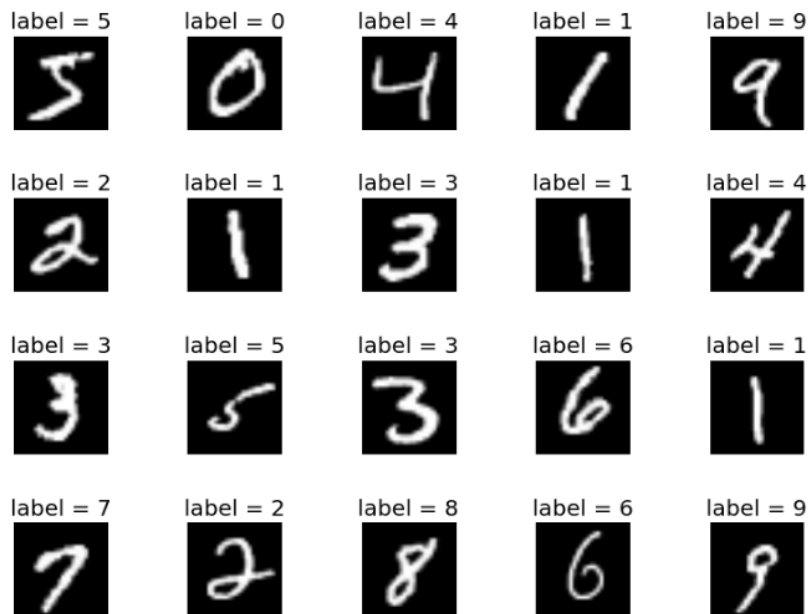 label = 5 label = 0 label = 4 label = 1 label = 9
5 0 4 1 9
label = 2 label = 1 label = 3 label = 1 label = 4
2 1 3 1 4
label = 3 label = 5 label = 3 label = 6 label = 1
3 5 3 6 1
label = 7 label = 2 label = 8 label = 6 label = 9
7 2 8 6 9